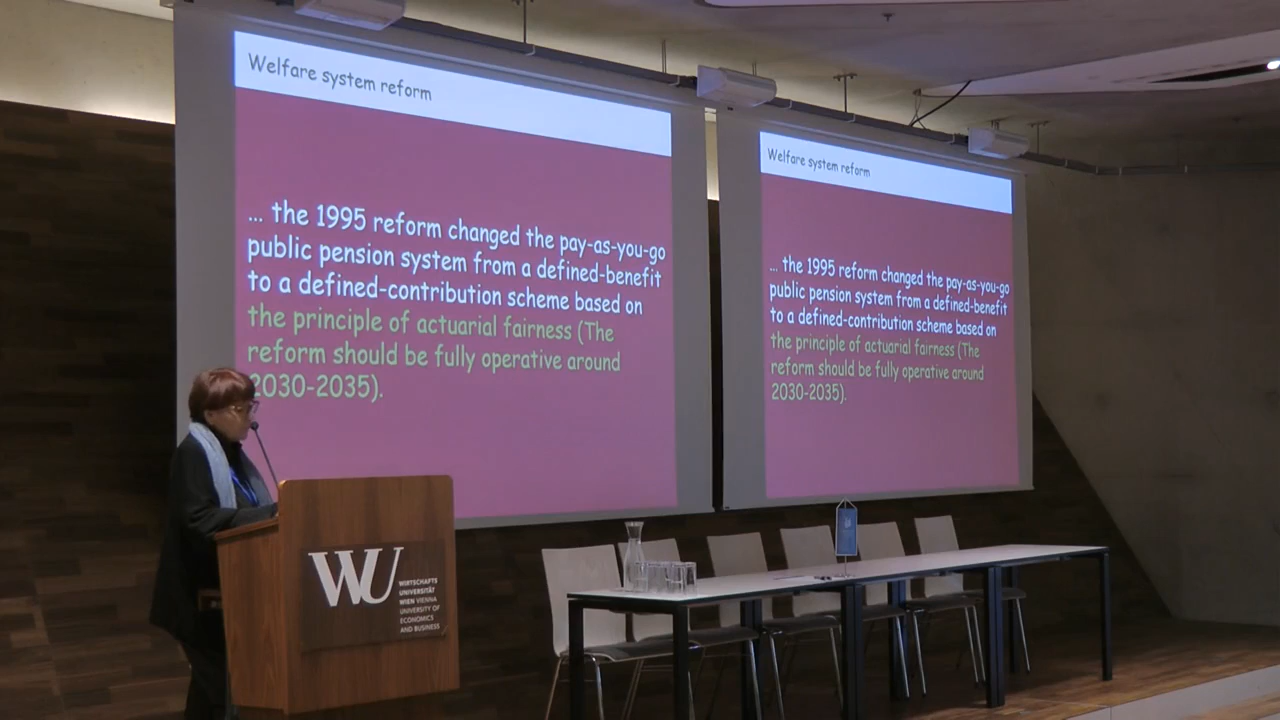 Welfare system reform
... the 1995 reform changed the pay-as-you-go
public pension system from a defined-benefit
to a defined-contribution scheme based on
the principle of actuarial fairness (The
reform should be fully operative around
2030-2035).
Welfare system reform
... the 1995 reform changed the pay-as-you-go
public pension system from a defined-benefit
to a defined-contribution scheme based on
the principle of actuarial fairness (The
reform should be fully operative around
2030-2035).
WU
WIRTSCHAFTS
UNIVERSITÄT
WIEN VIENNA
UNIVERSITY OF
ECONOMICS
AND BUSINESS